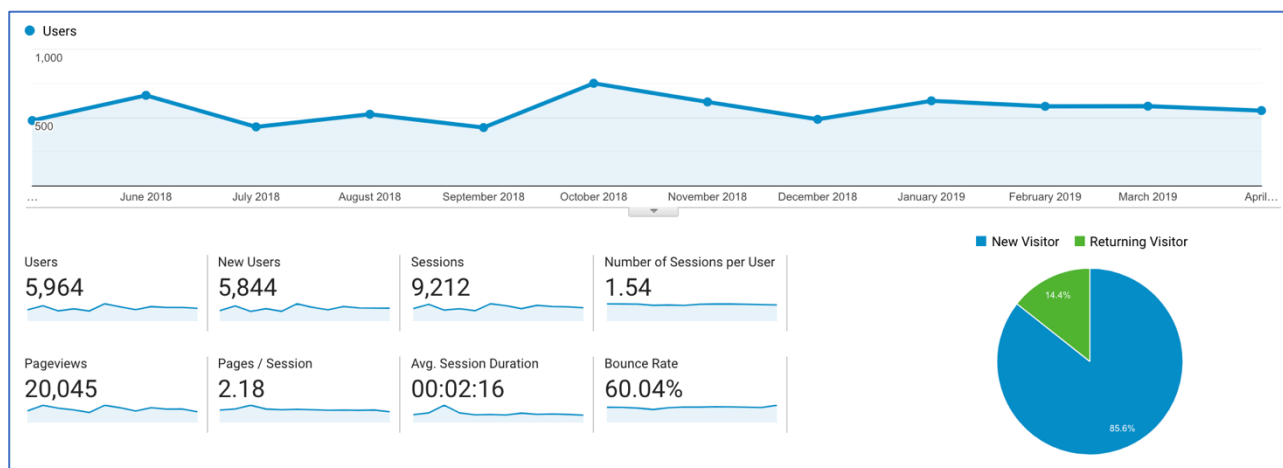 Users
1,000
500
... June 2018 July 2018 August 2018 September 2018 October 2018 November 2018 December 2018 January 2019 February 2019 March 2019 April...
New Visitor Returning Visitor
Users New Users Sessions Number of Sessions per User
5,964 5,844 9,212 1.54
14.4%
Pageviews Pages / Session Avg. Session Duration Bounce Rate
20,045 2.18 00:02:16 60.04%
85.6%